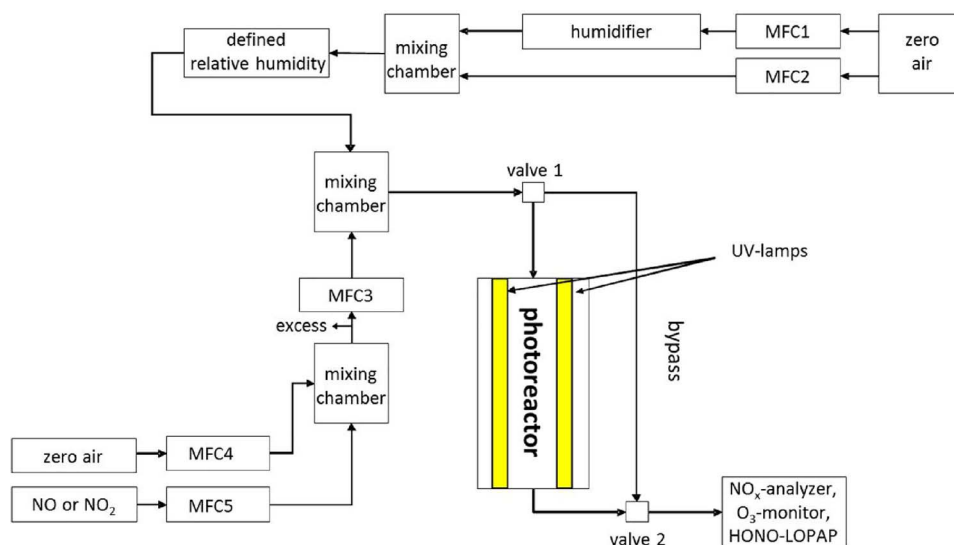 defined
relative humidity
mixing
chamber
humidifier
MFC1
MFC2
zero
air
mixing
chamber
valve 1
UV-lamps
MFC3
excess
mixing
chamber
photoreactor
bypass
zero air
MFC4
NO or NO₂
MFC5
valve 2
NOₓ-analyzer,
O₃-monitor,
HONO-LOPAP